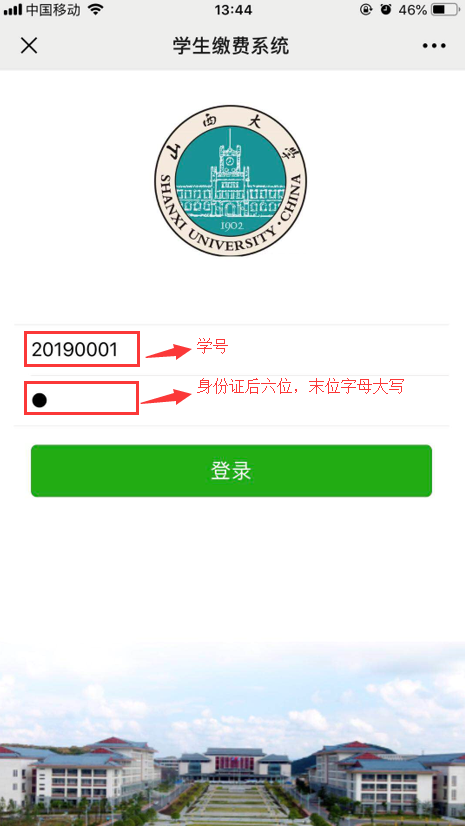 中国移动 13:44 46%
学生缴费系统
山西大学
SHANXI UNIVERSITY·CHINA
1902
20190001 学号
身份证后六位，末位字母大写
登录